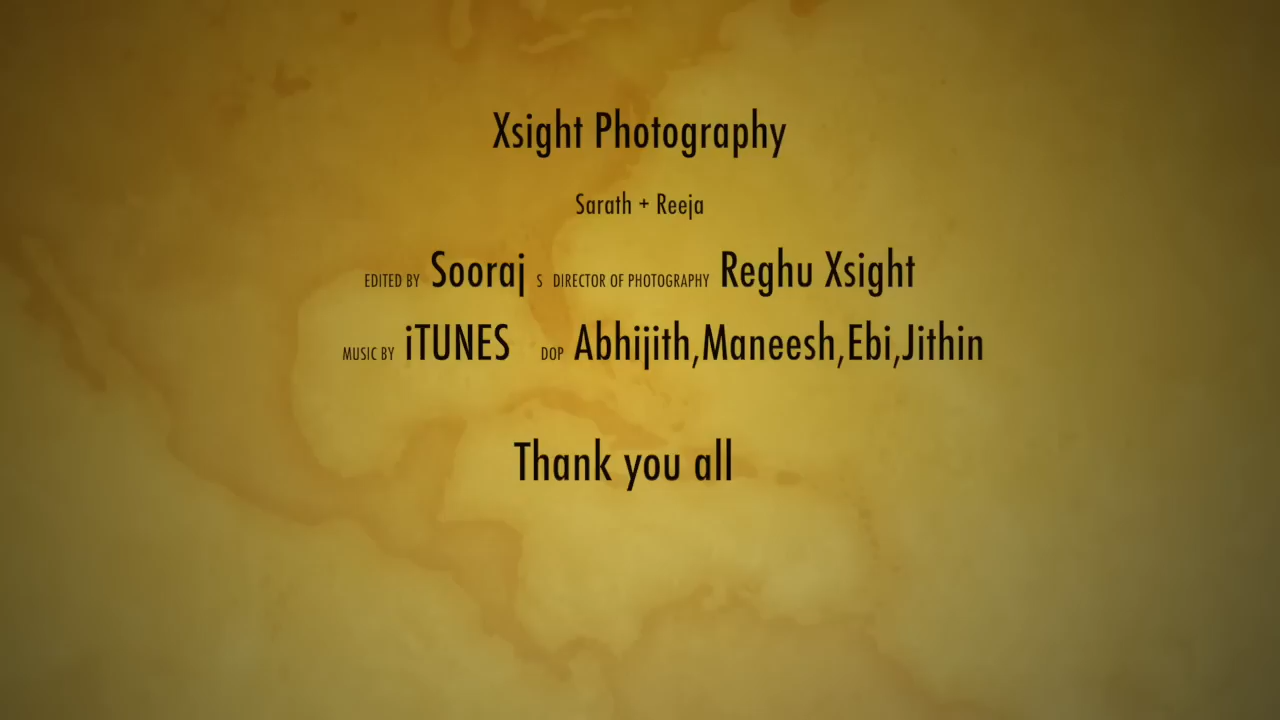 Xsight Photography
Sarath + Reeja
EDITED BY Sooraj S DIRECTOR OF PHOTOGRAPHY Reghu Xsight
MUSIC BY iTUNES DOP Abhijith,Maneesh,Ebi,Jithin
Thank you all